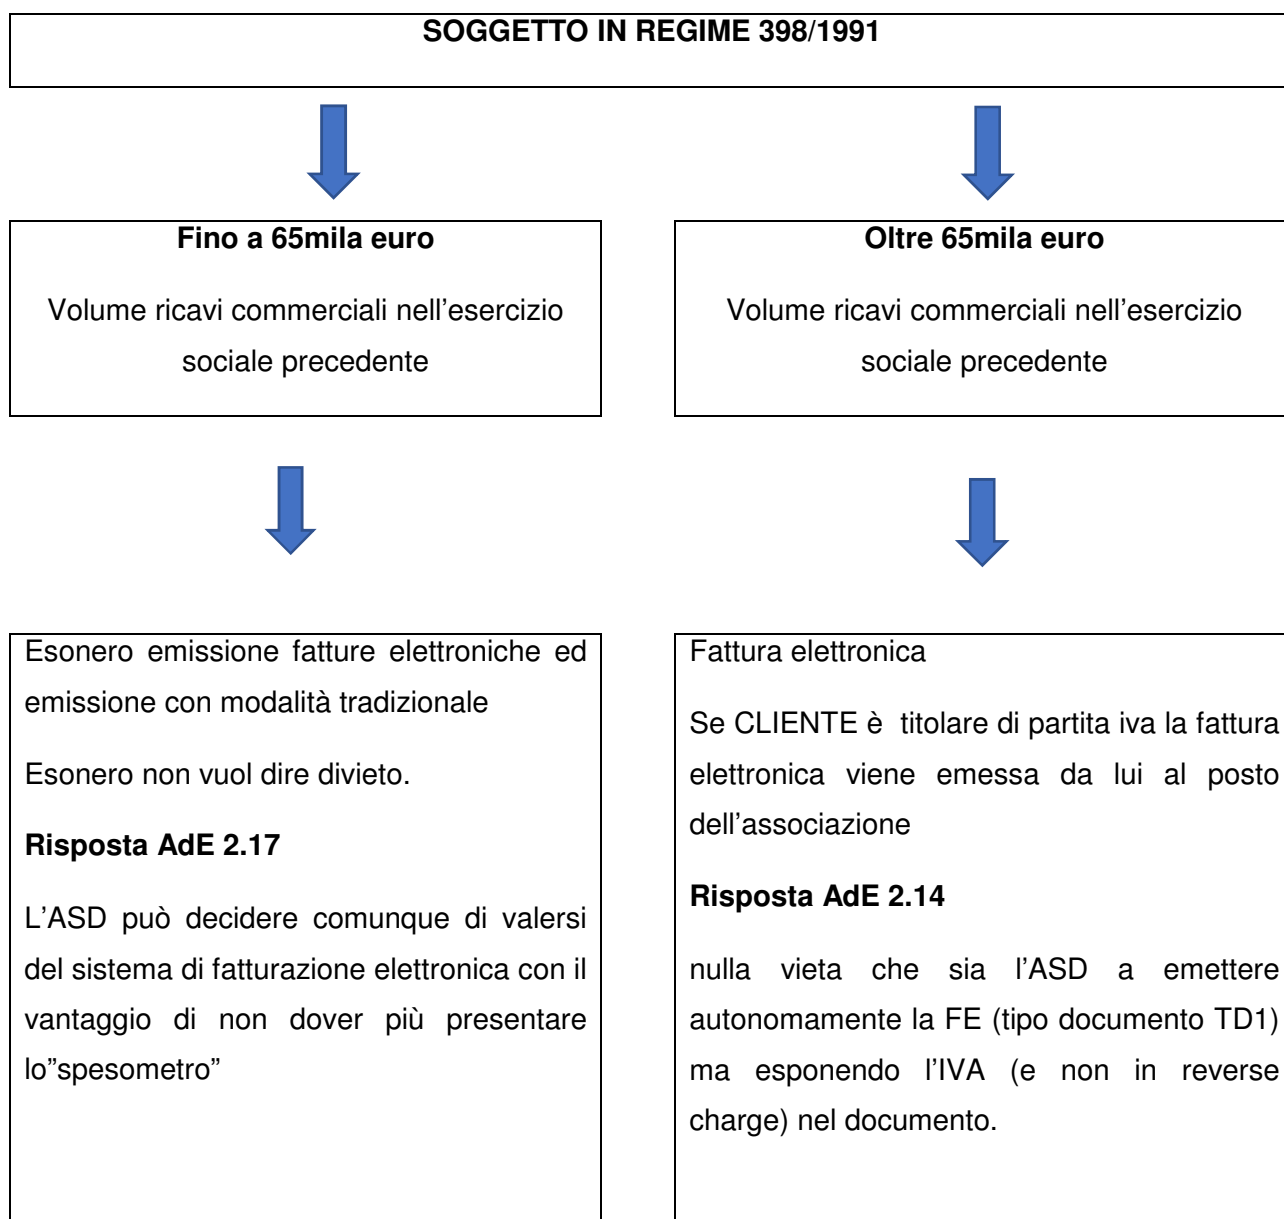 SOGGETTO IN REGIME 398/1991
Fino a 65mila euro
Volume ricavi commerciali nell'esercizio
sociale precedente
Oltre 65mila euro
Volume ricavi commerciali nell'esercizio
sociale precedente
Esonero emissione fatture elettroniche ed
emissione con modalità tradizionale
Esonero non vuol dire divieto.
Risposta AdE 2.17
L'ASD può decidere comunque di valersi
del sistema di fatturazione elettronica con il
vantaggio di non dover più presentare
lo"spesometro"
Fattura elettronica
Se CLIENTE è  titolare di partita iva la fattura
elettronica viene emessa da lui al posto
dell'associazione
Risposta AdE 2.14
nulla vieta che sia l'ASD a emettere
autonomamente la FE (tipo documento TD1)
ma esponendo l'IVA (e non in reverse
charge) nel documento.